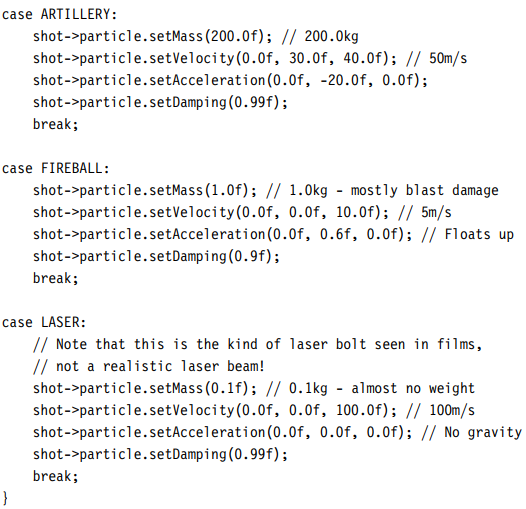 case ARTILLERY:
    shot->particle.setMass(200.0f); // 200.0kg
    shot->particle.setVelocity(0.0f, 30.0f, 40.0f); // 50m/s
    shot->particle.setAcceleration(0.0f, -20.0f, 0.0f);
    shot->particle.setDamping(0.99f);
    break;

case FIREBALL:
    shot->particle.setMass(1.0f); // 1.0kg - mostly blast damage
    shot->particle.setVelocity(0.0f, 0.0f, 10.0f); // 5m/s
    shot->particle.setAcceleration(0.0f, 0.6f, 0.0f); // Floats up
    shot->particle.setDamping(0.9f);
    break;

case LASER:
    // Note that this is the kind of laser bolt seen in films,
    // not a realistic laser beam!
    shot->particle.setMass(0.1f); // 0.1kg - almost no weight
    shot->particle.setVelocity(0.0f, 0.0f, 100.0f); // 100m/s
    shot->particle.setAcceleration(0.0f, 0.0f, 0.0f); // No gravity
    shot->particle.setDamping(0.99f);
    break;
}